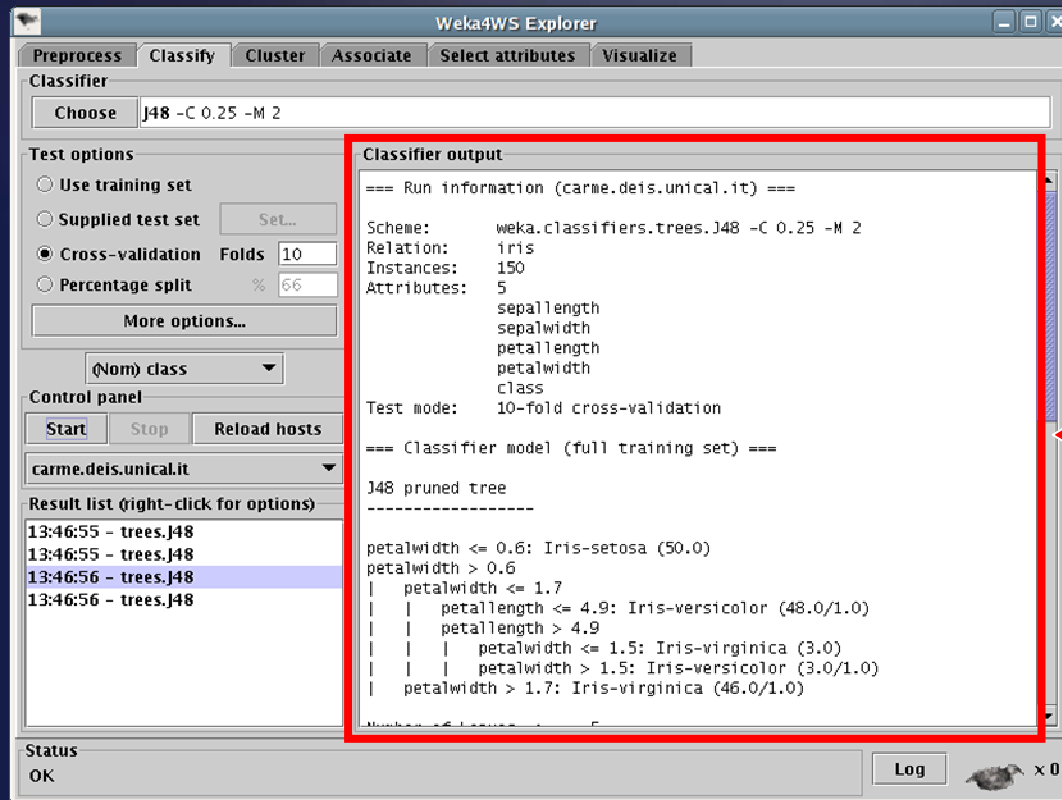 Weka4WS Explorer
Preprocess Classify Cluster Associate Select attributes Visualize
Classifier
Choose J48 -C 0.25 -M 2
Test options
Use training set
Supplied test set Set...
Cross-validation Folds 10
Percentage split % 66
More options...
(Nom) class
Control panel
Start Stop Reload hosts
carme.deis.unical.it
Result list (right-click for options)
13:46:55 - trees.J48
13:46:55 - trees.J48
13:46:56 - trees.J48
13:46:56 - trees.J48
Classifier output
=== Run information (carme.deis.unical.it) ===
Scheme: weka.classifiers.trees.J48 -C 0.25 -M 2
Relation: iris
Instances: 150
Attributes: 5
sepallength
sepalwidth
petallength
petalwidth
class
Test mode: 10-fold cross-validation
=== Classifier model (full training set) ===
J48 pruned tree
------------------
petalwidth <= 0.6: Iris-setosa (50.0)
petalwidth > 0.6
| petalwidth <= 1.7
| | petallength <= 4.9: Iris-versicolor (48.0/1.0)
| | petallength > 4.9
| | | petalwidth <= 1.5: Iris-virginica (3.0)
| | | petalwidth > 1.5: Iris-versicolor (3.0/1.0)
| petalwidth > 1.7: Iris-virginica (46.0/1.0)
Status
OK
Log
x 0